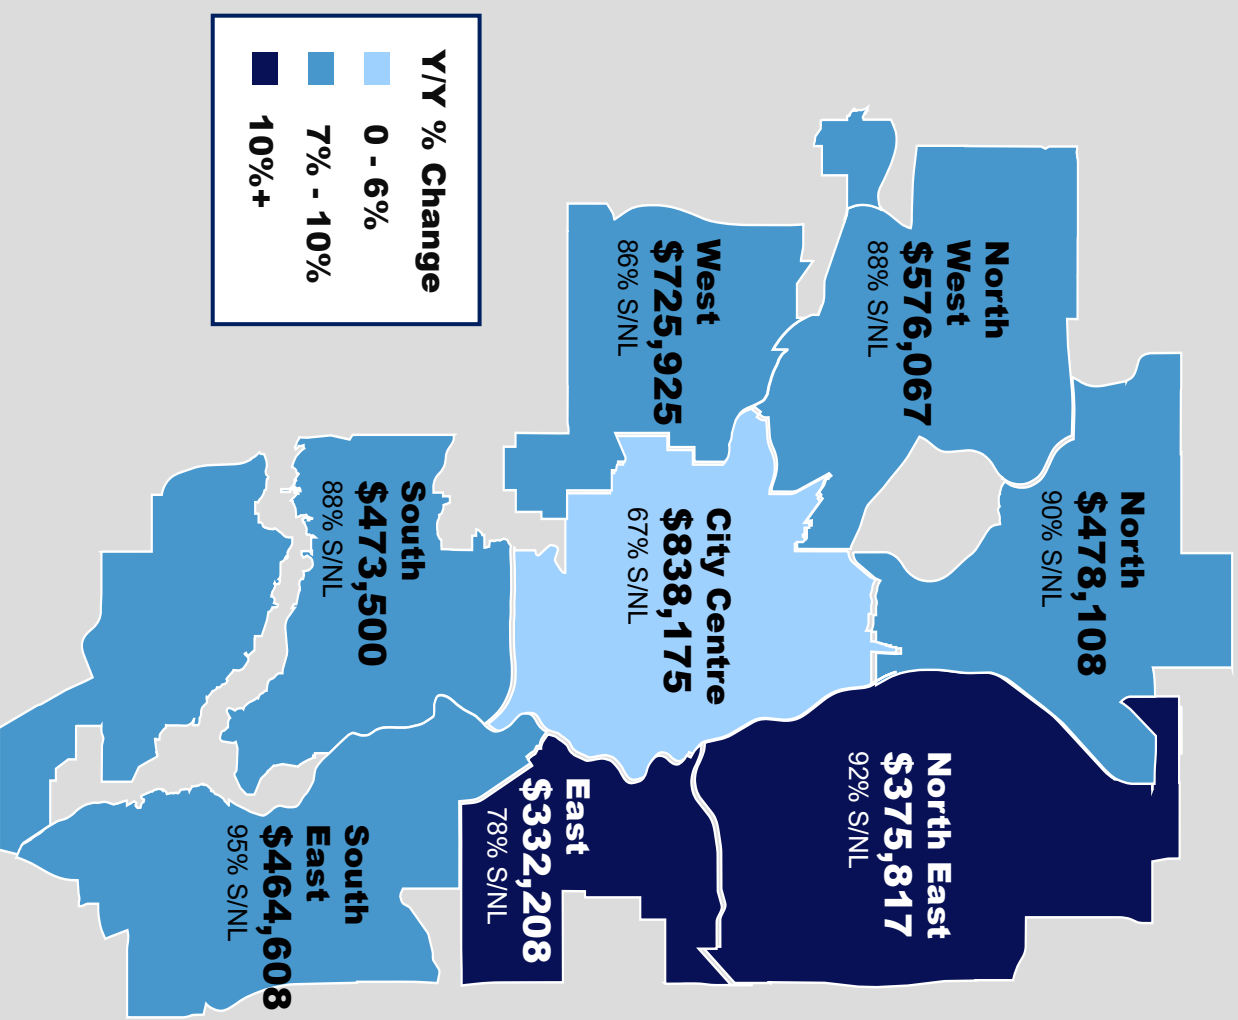 Y/Y % Change
0 - 6%
7% - 10%
10%+
North
West
$576,067
88% S/NL
North
$478,108
90% S/NL
North East
$375,817
92% S/NL
West
$725,925
86% S/NL
City Centre
$838,175
67% S/NL
East
$332,208
78% S/NL
South
$473,500
88% S/NL
South
East
$464,608
95% S/NL